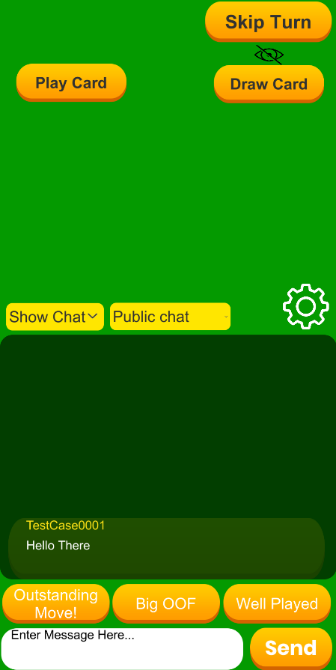 Skip Turn
Play Card
Draw Card
Show Chat
Public chat
TestCase0001
Hello There
Outstanding
Move!
Big OOF
Well Played
Enter Message Here...
Send